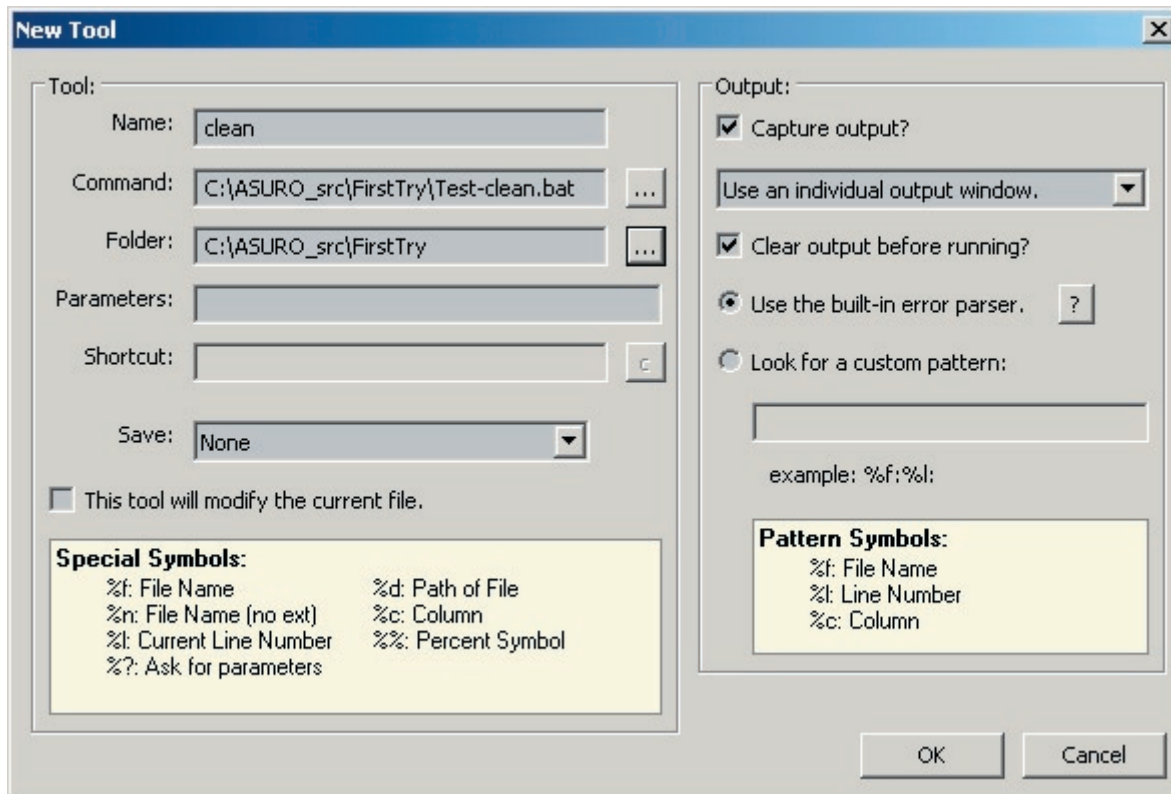 New Tool
Tool:
Name: clean
Command: C:\ASURO_src\FirstTry\Test-clean.bat ...
Folder: C:\ASURO_src\FirstTry ...
Parameters:
Shortcut: c
Save: None
This tool will modify the current file.
Special Symbols:
%f: File Name %d: Path of File
%n: File Name (no ext) %c: Column
%l: Current Line Number %%: Percent Symbol
%?: Ask for parameters
Output:
Capture output?
Use an individual output window.
Clear output before running?
Use the built-in error parser. ?
Look for a custom pattern:
example: %f:%l:
Pattern Symbols:
%f: File Name
%l: Line Number
%c: Column
OK Cancel